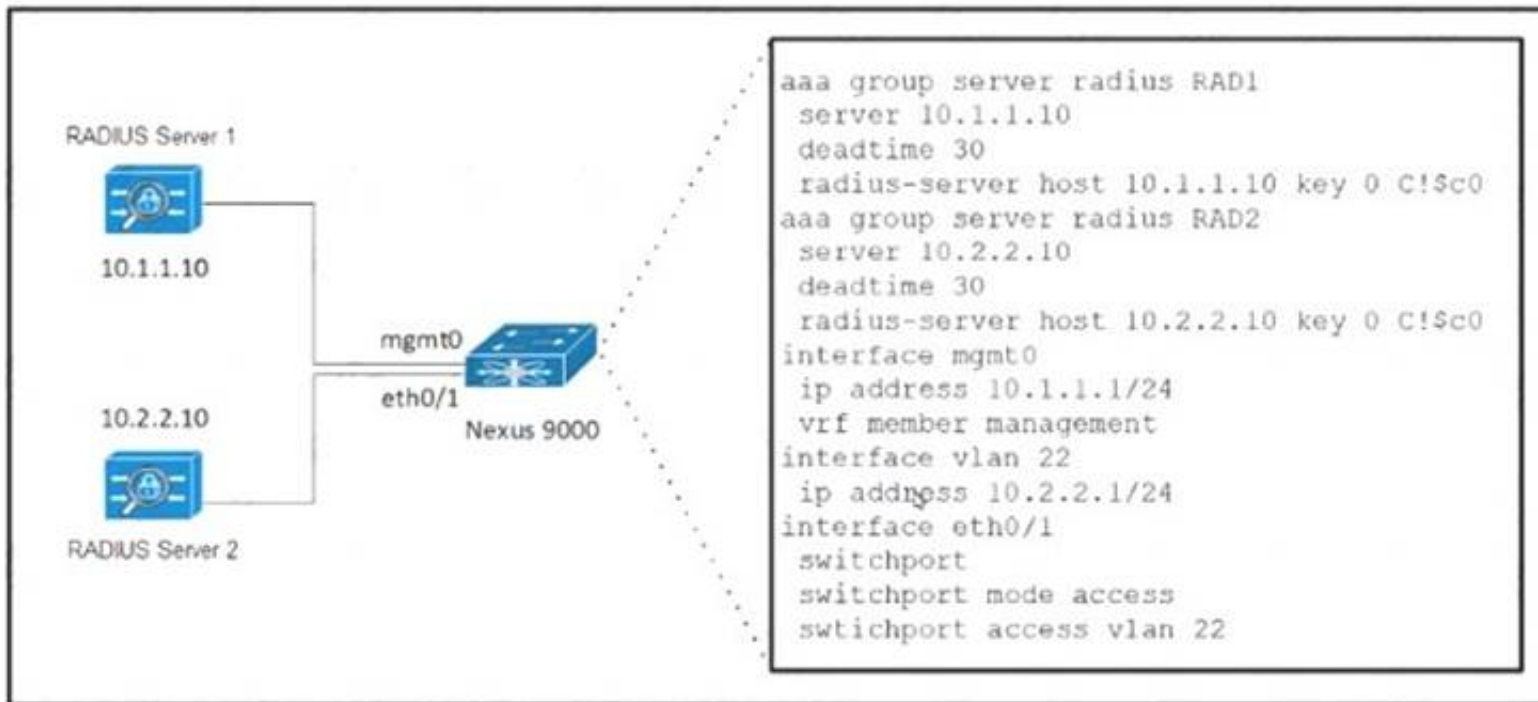 RADIUS Server 1
10.1.1.10
mgmt0
eth0/1
Nexus 9000
10.2.2.10
RADIUS Server 2
aaa group server radius RAD1
server 10.1.1.10
deadtime 30
radius-server host 10.1.1.10 key 0 C!$c0
aaa group server radius RAD2
server 10.2.2.10
deadtime 30
radius-server host 10.2.2.10 key 0 C!$c0
interface mgmt0
ip address 10.1.1.1/24
vrf member management
interface vlan 22
ip address 10.2.2.1/24
interface eth0/1
switchport
switchport mode access
swtichport access vlan 22